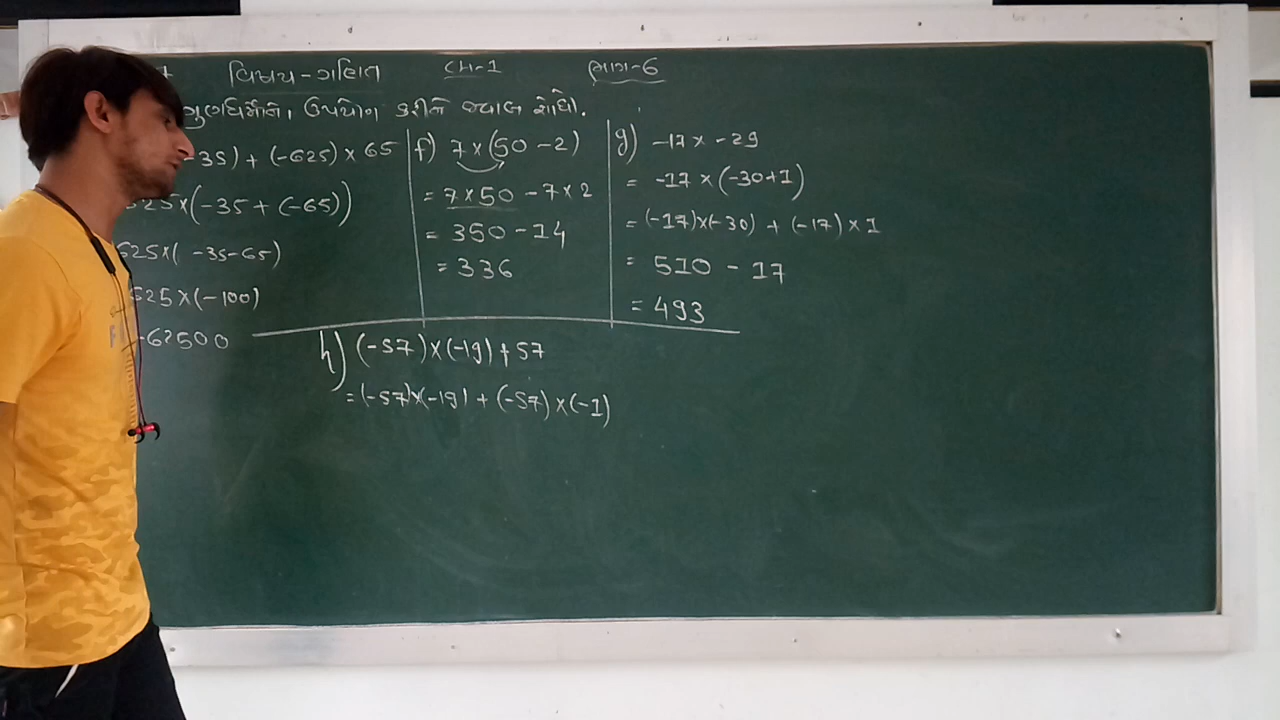 વિષય-ગણિત ch-1 ભાગ-6
ગુણધર્મોનો ઉપયોગ કરીને જવાબ શોધો.
-35) + (-625) × 65
625×(-35 + (-65))
625×( -35-65)
625×(-100)
-62500
f) 7×(50-2)
= 7×50 - 7×2
= 350-14
= 336
g) -17 × -29
= -17 × (-30+1)
= (-17)×(-30) + (-17) × 1
= 510 - 17
= 493
h) (-57)×(-19)+57
= (-57)×(-19) + (-57) × (-1)